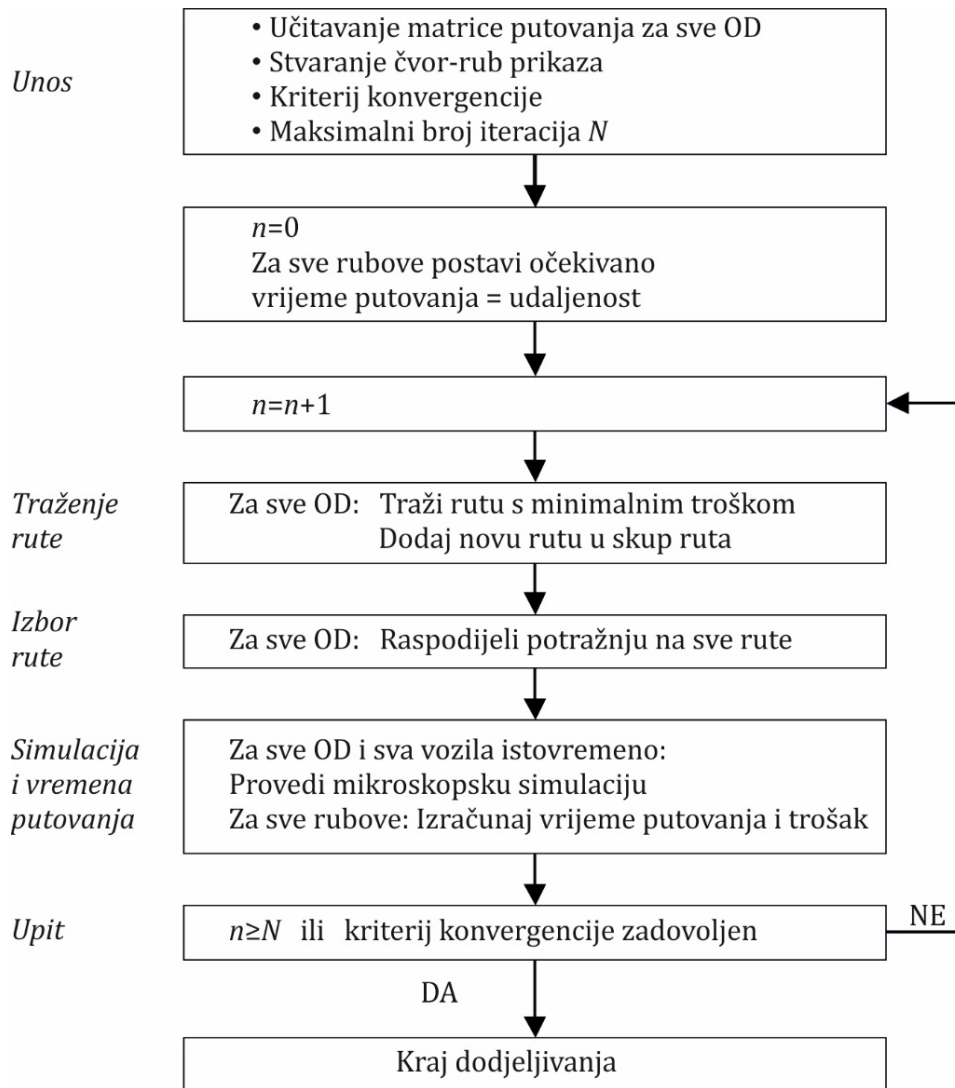 Unos
• Učitavanje matrice putovanja za sve OD
• Stvaranje čvor-rub prikaza
• Kriterij konvergencije
• Maksimalni broj iteracija N
n=0
Za sve rubove postavi očekivano
vrijeme putovanja = udaljenost
n=n+1
Traženje
rute
Za sve OD: Traži rutu s minimalnim troškom
Dodaj novu rutu u skup ruta
Izbor
rute
Za sve OD: Raspodijeli potražnju na sve rute
Simulacija
i vremena
putovanja
Za sve OD i sva vozila istovremeno:
Provedi mikroskopsku simulaciju
Za sve rubove: Izračunaj vrijeme putovanja i trošak
Upit
n≥N ili kriterij konvergencije zadovoljen
NE
DA
Kraj dodjeljivanja